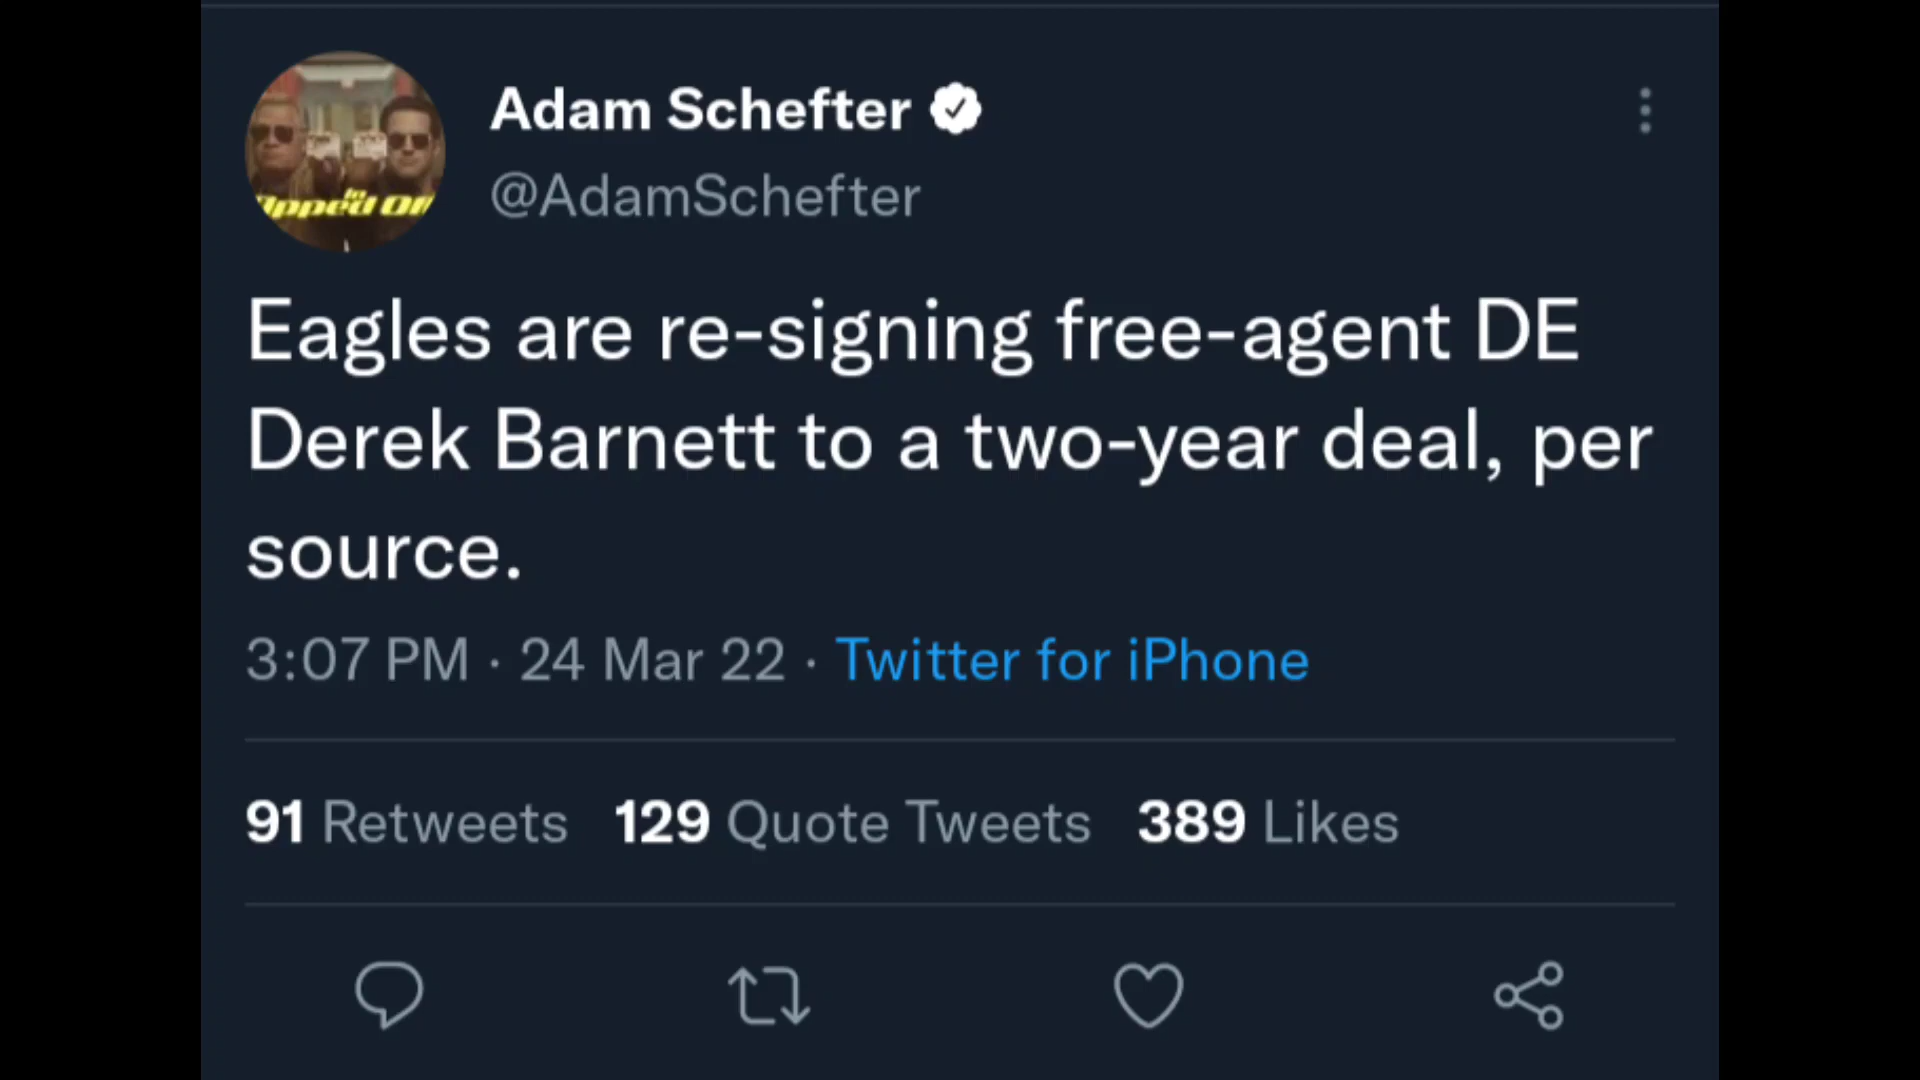 Adam Schefter
@AdamSchefter
Eagles are re-signing free-agent DE
Derek Barnett to a two-year deal, per
source.
3:07 PM · 24 Mar 22 · Twitter for iPhone
91 Retweets 129 Quote Tweets 389 Likes